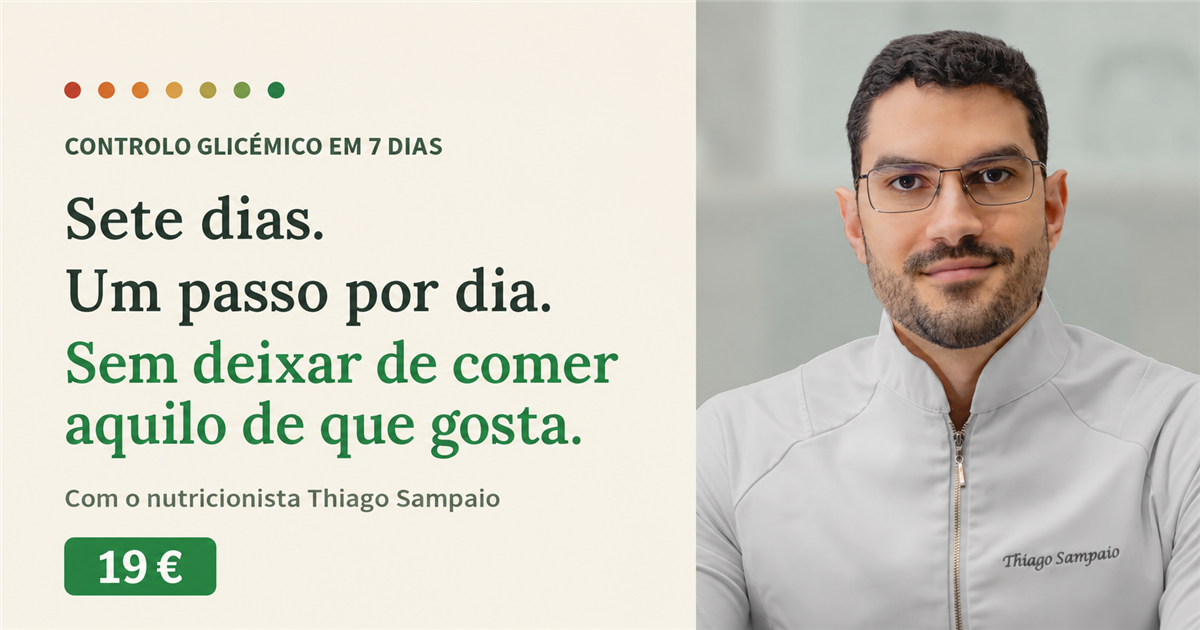 CONTROLO GLICÉMICO EM 7 DIAS
Sete dias.
Um passo por dia.
Sem deixar de comer
aquilo de que gosta.
Com o nutricionista Thiago Sampaio
19 €
Thiago Sampaio